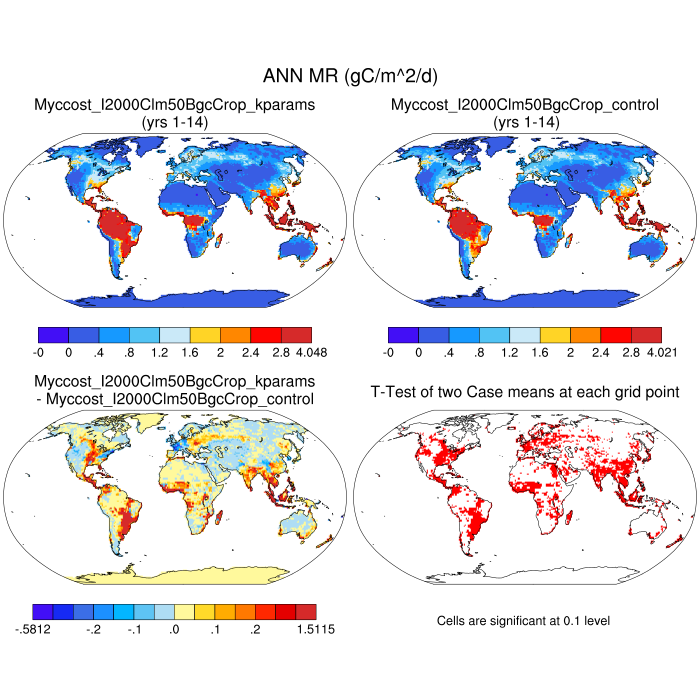 ANN MR (gC/m^2/d)
Myccost_I2000Clm50BgcCrop_kparams
(yrs 1-14)
Myccost_I2000Clm50BgcCrop_control
(yrs 1-14)
-0 0 .4 .8 1.2 1.6 2 2.4 2.8 4.048
-0 0 .4 .8 1.2 1.6 2 2.4 2.8 4.021
Myccost_I2000Clm50BgcCrop_kparams
- Myccost_I2000Clm50BgcCrop_control
T-Test of two Case means at each grid point
-.5812 -.2 -.1 .0 .1 .2 1.5115
Cells are significant at 0.1 level